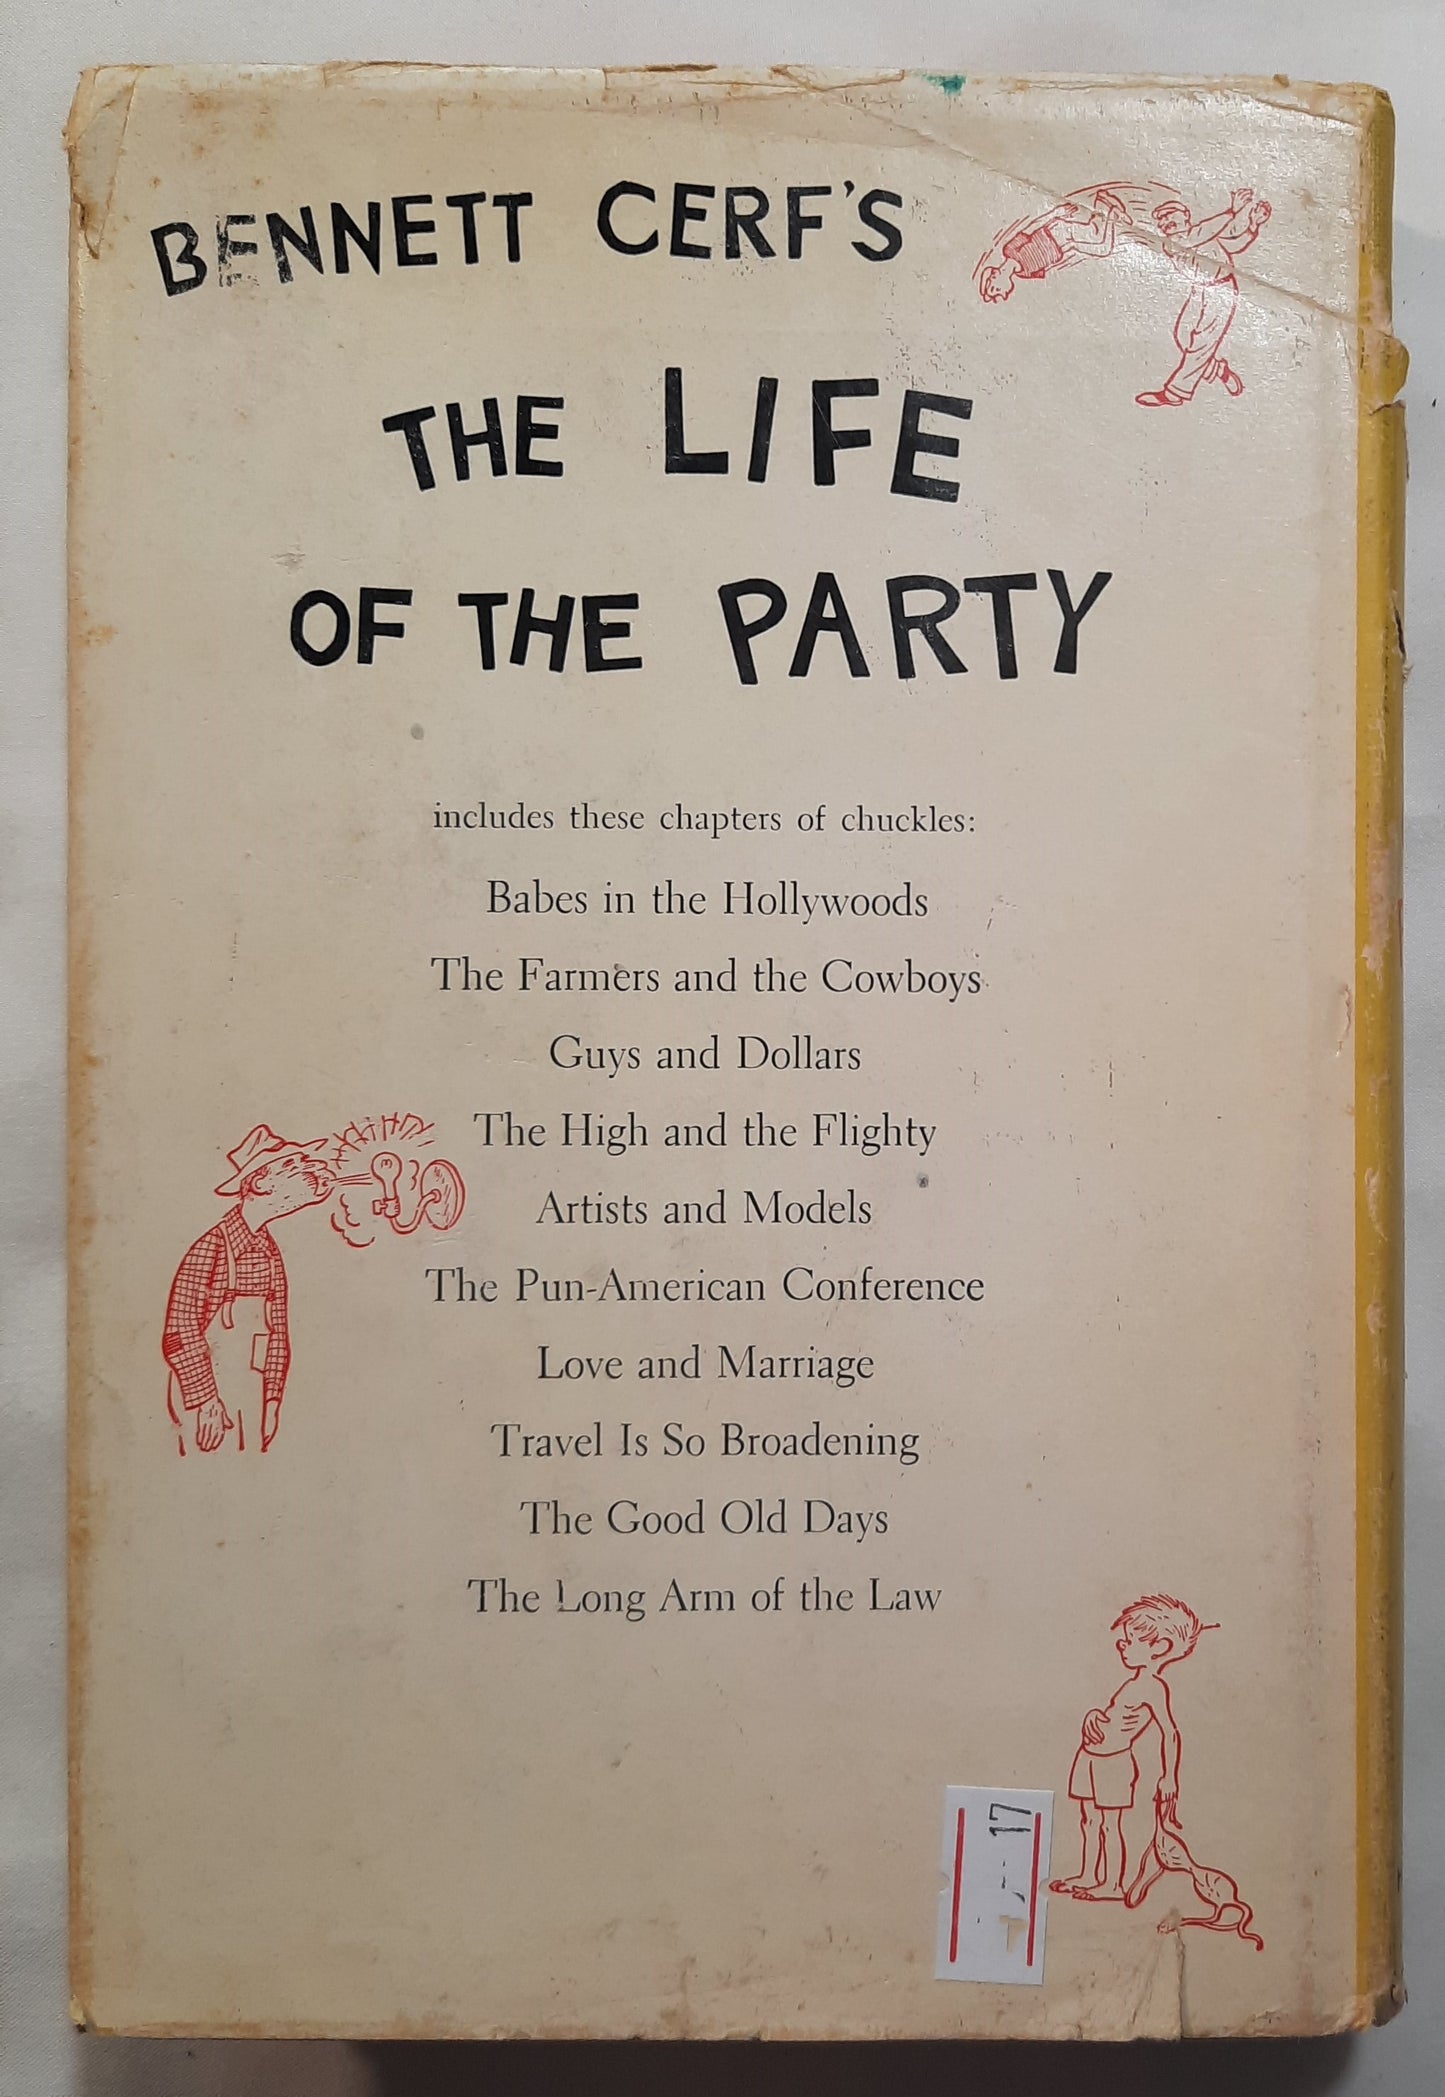 BENNETT CERF'S
THE LIFE
OF THE PARTY
includes these chapters of chuckles:
Babes in the Hollywoods
The Farmers and the Cowboys
Guys and Dollars
The High and the Flighty
Artists and Models
The Pun-American Conference
Love and Marriage
Travel Is So Broadening
The Good Old Days
The Long Arm of the Law
17